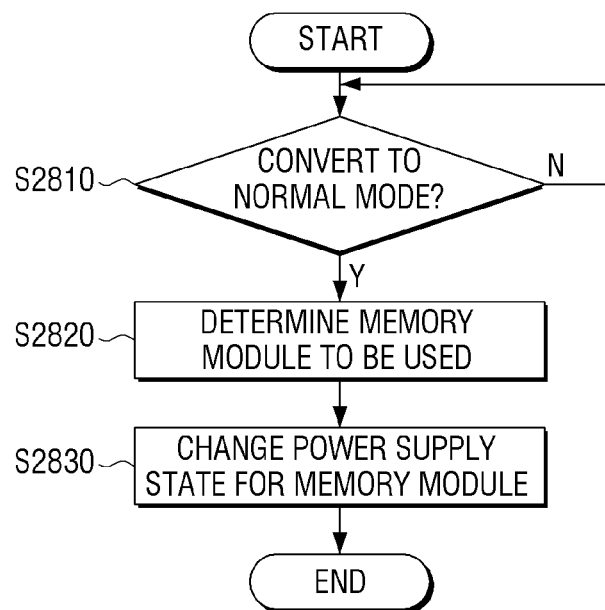 START
CONVERT TO
NORMAL MODE?
S2810
N
Y
DETERMINE MEMORY
MODULE TO BE USED
S2820
CHANGE POWER SUPPLY
STATE FOR MEMORY MODULE
S2830
END